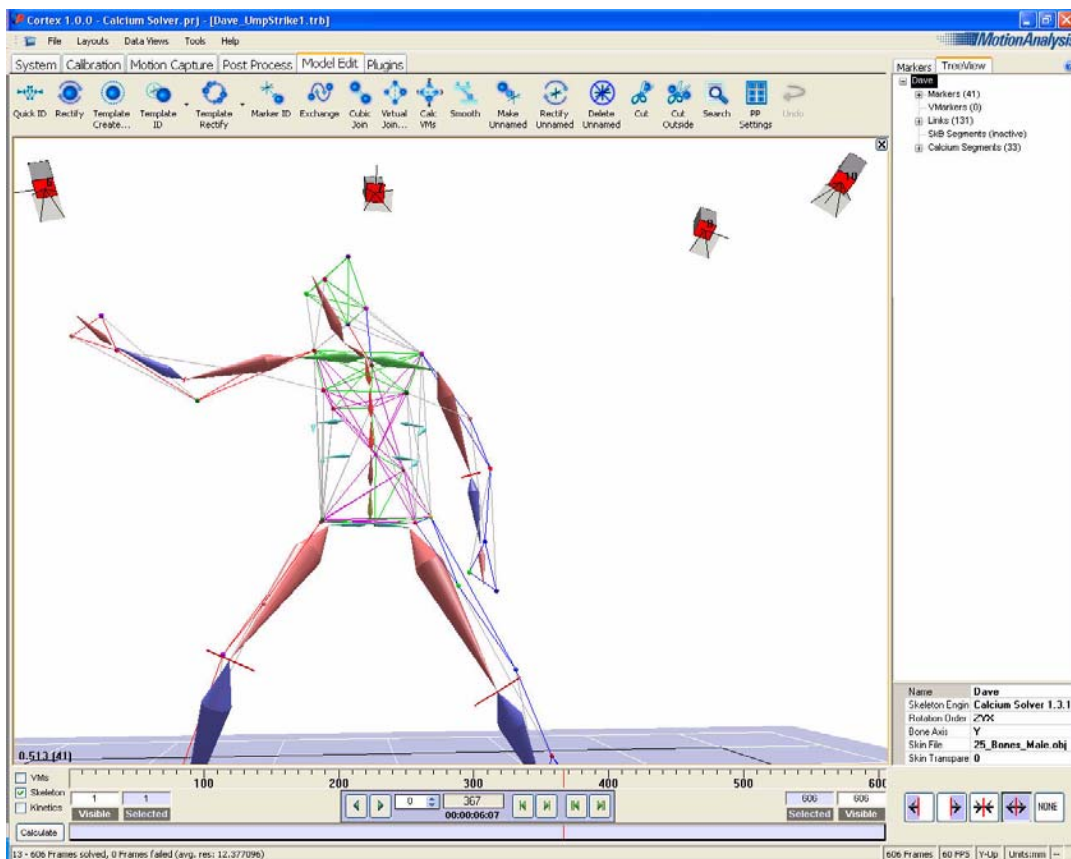 Cortex 1.0.0 - Calcium Solver.prj - [Dave_UmpStrike1.trb]
File Layouts Data Views Tools Help
MotionAnalysis
System Calibration Motion Capture Post Process Model Edit Plugins
Markers TreeView
Quick ID Rectify Template Create... Template ID Template Rectify Marker ID Exchange Cubic Join Virtual Join... Calc VMs Smooth Make Unnamed Rectify Unnamed Delete Unnamed Cut Cut Outside Search PP Settings Undo
Dave
Markers (41)
VMarkers (0)
Links (131)
SkB Segments (inactive)
Calcium Segments (33)
10
Name Dave
Skeleton Engin Calcium Solver 1.3.1
Rotation Order ZYX
Bone Axis Y
Skin File 25_Bones_Male.obj
Skin Transpare 0
0.513 [41]
VMs
Skeleton
Kinetics
100 200 300 400 500 600
1 1 0 367 606 606
Visible Selected 00:00:06:07 Selected Visible
NONE
Calculate
13 - 606 Frames solved, 0 Frames failed (avg. res: 12.377096)
606 Frames 60 FPS Y-Up Units:mm --